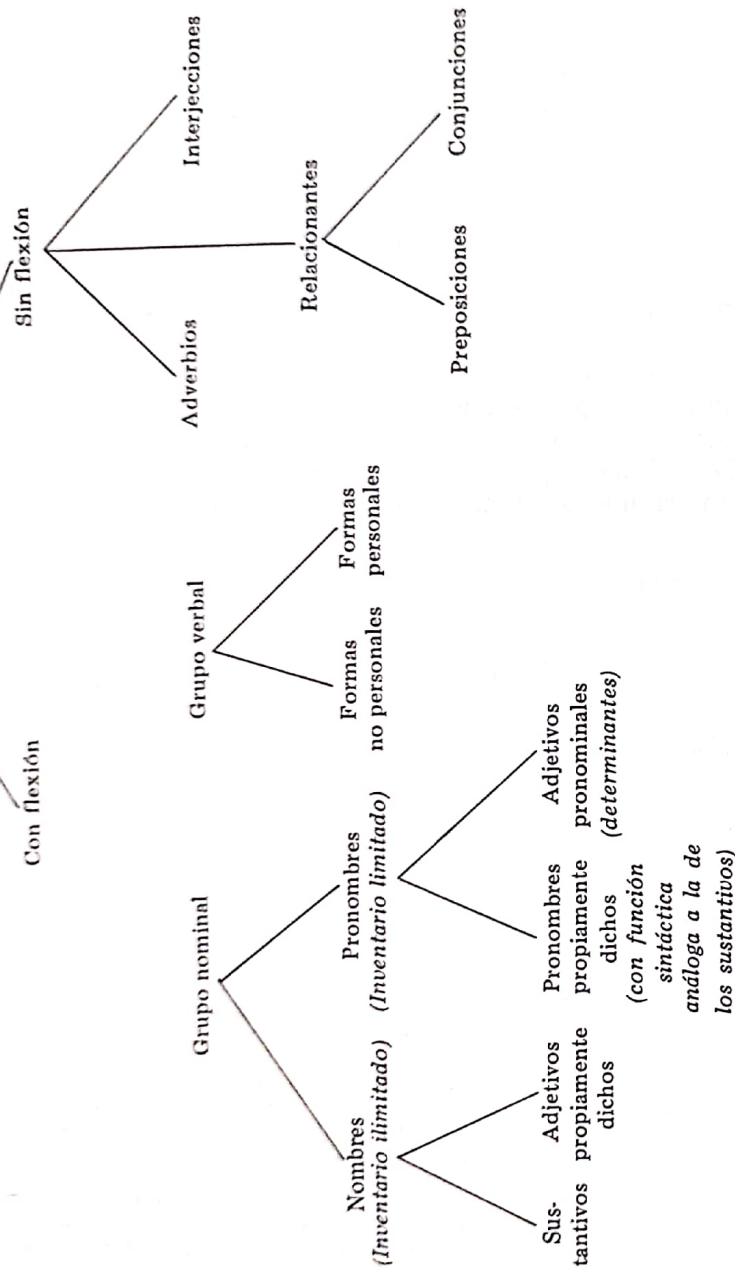 Con flexión
Sin flexión
Grupo nominal
Grupo verbal
Adverbios
Interjecciones
Nombres
(Inventario ilimitado)
Pronombres
(Inventario limitado)
Formas
no personales
Formas
personales
Relacionantes
Sus-
tantivos
Adjetivos
propiamente
dichos
Pronombres
propiamente
dichos
(con función
sintáctica
análoga a la de
los sustantivos)
Adjetivos
pronominales
(determinantes)
Preposiciones
Conjunciones